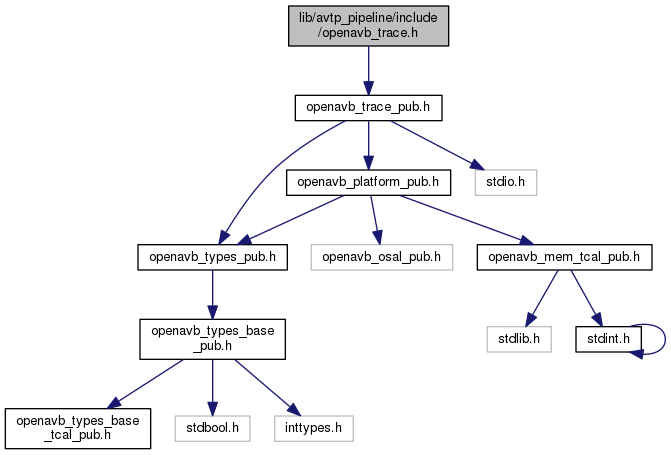 lib/avtp_pipeline/include
/openavb_trace.h
openavb_trace_pub.h
openavb_platform_pub.h
stdio.h
openavb_types_pub.h
openavb_osal_pub.h
openavb_mem_tcal_pub.h
openavb_types_base
_pub.h
stdlib.h
stdint.h
openavb_types_base
_tcal_pub.h
stdbool.h
inttypes.h